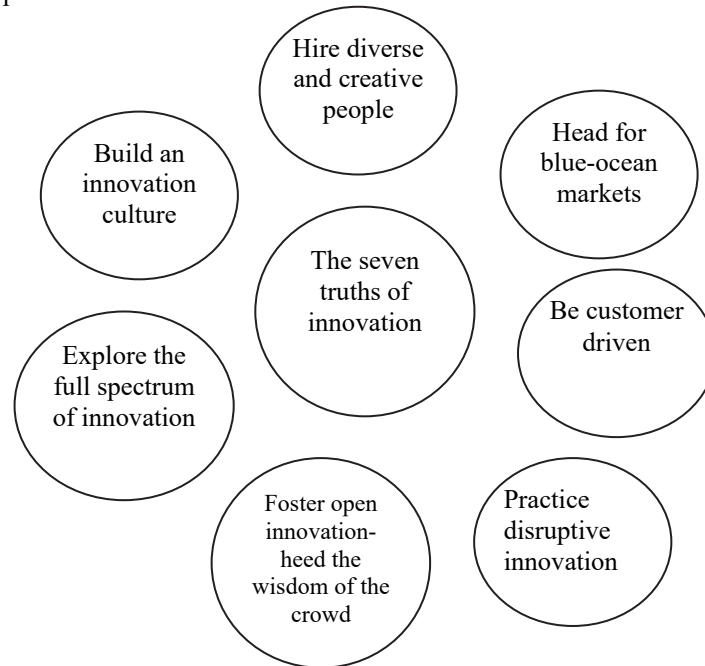 Hire diverse
and creative
people
Head for
blue-ocean
markets
Build an
innovation
culture
The seven
truths of
innovation
Be customer
driven
Explore the
full spectrum
of innovation
Foster open
innovation-
heed the
wisdom of the
crowd
Practice
disruptive
innovation